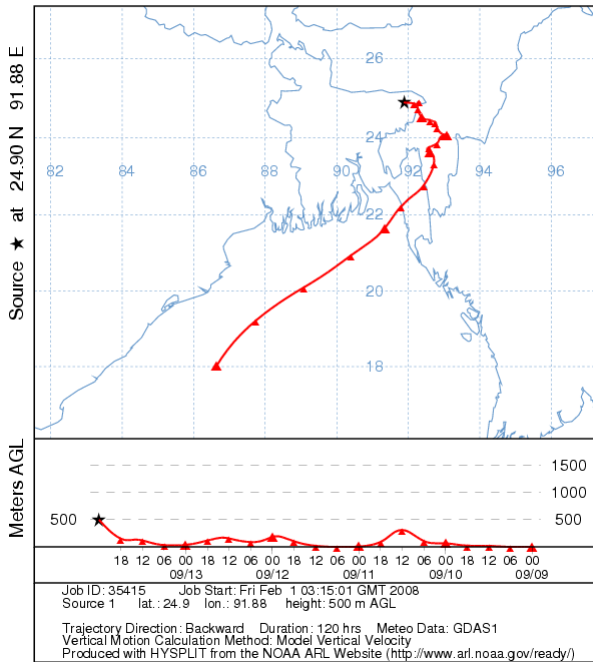 Source ★ at 24.90 N 91.88 E
26
24
82 84 86 88 90 92 94 96
22
20
18
Meters AGL
1500
1000
500 500
18 12 06 00 18 12 06 00 18 12 06 00 18 12 06 00 18 12 06 00
09/13 09/12 09/11 09/10 09/09
Job ID: 35415 Job Start: Fri Feb 1 03:15:01 GMT 2008
Source 1 lat.: 24.9 lon.: 91.88 height: 500 m AGL
Trajectory Direction: Backward Duration: 120 hrs Meteo Data: GDAS1
Vertical Motion Calculation Method: Model Vertical Velocity
Produced with HYSPLIT from the NOAA ARL Website (http://www.arl.noaa.gov/ready/)